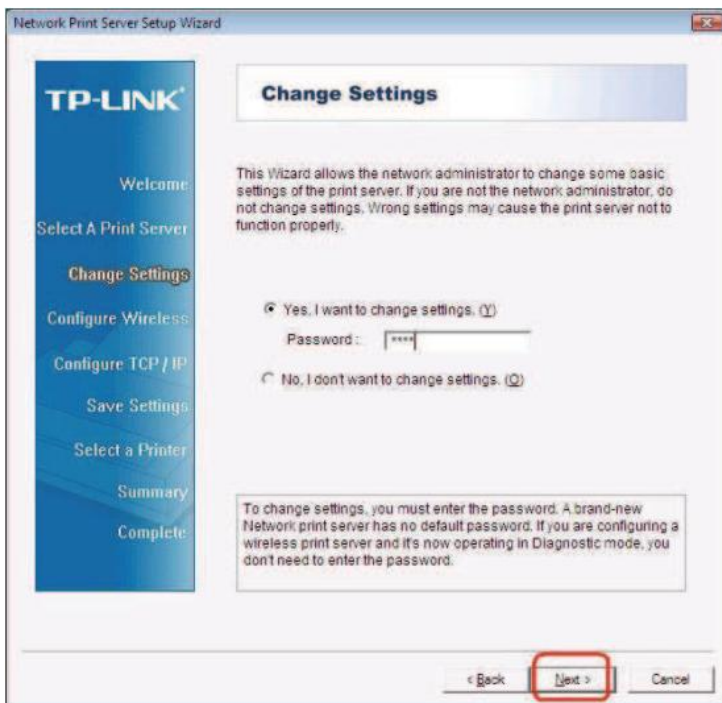 Network Print Server Setup Wizard
TP-LINK
Change Settings
Welcome
Select A Print Server
Change Settings
Configure Wireless
Configure TCP / IP
Save Settings
Select a Printer
Summary
Complete
This Wizard allows the network administrator to change some basic
settings of the print server. If you are not the network administrator, do
not change settings. Wrong settings may cause the print server not to
function properly.
Yes, I want to change settings. (Y)
Password : ****
No, I don't want to change settings. (O)
To change settings, you must enter the password. A brand-new
Network print server has no default password. If you are configuring a
wireless print server and it's now operating in Diagnostic mode, you
don't need to enter the password.
< Back Next > Cancel